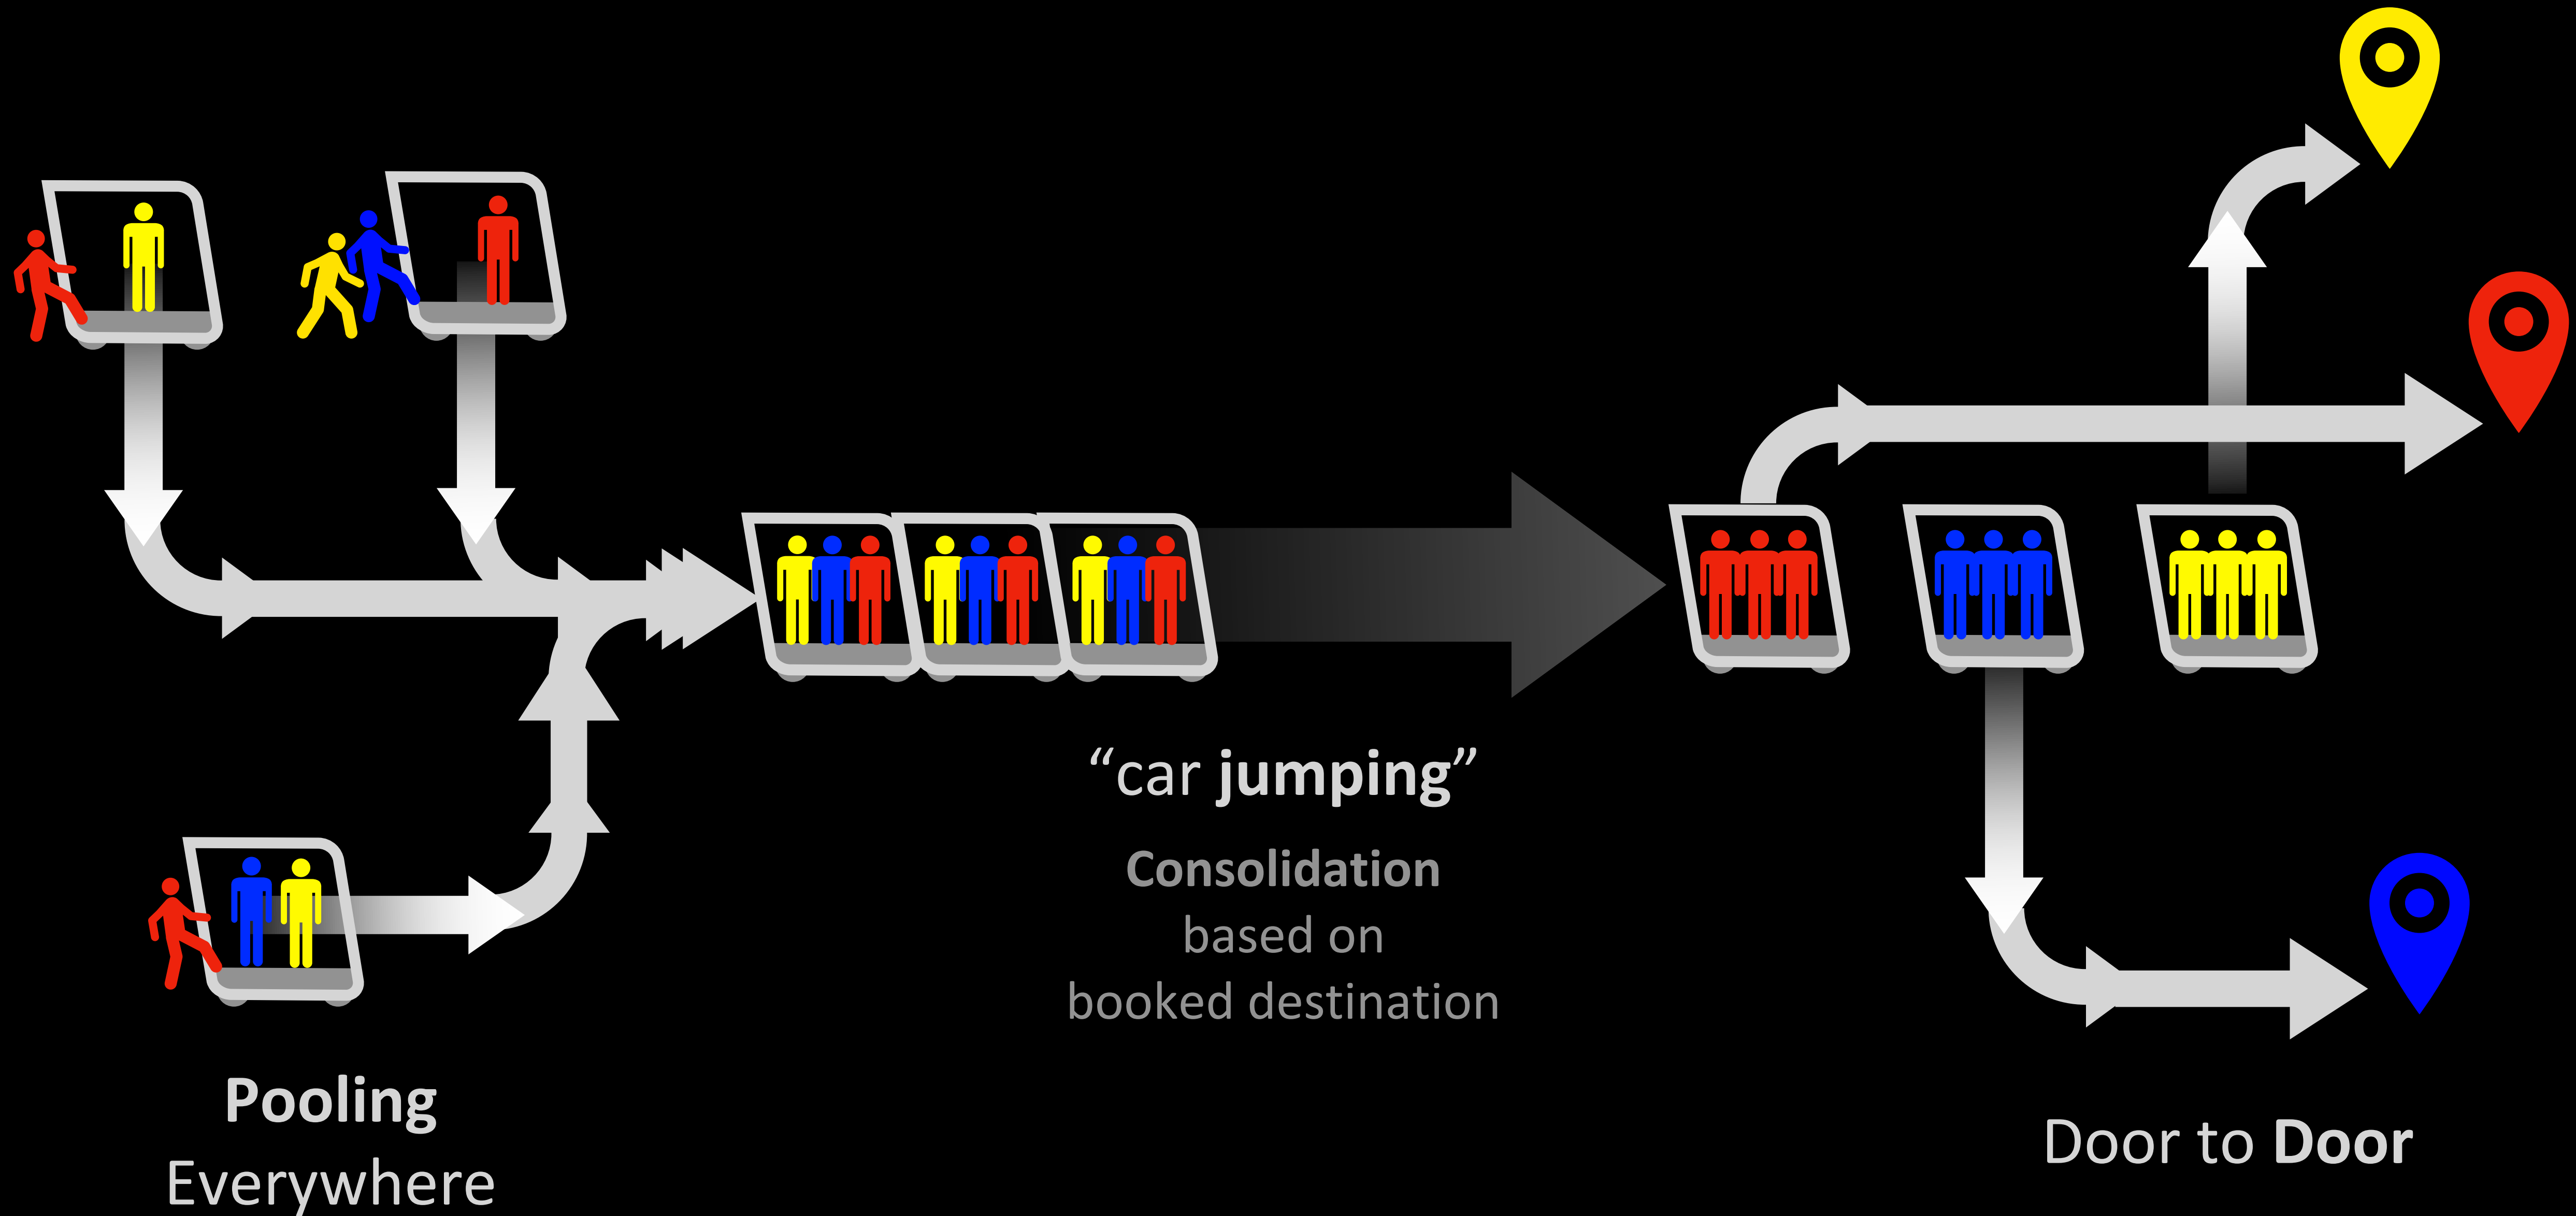 “car jumping”
Consolidation
based on
booked destination
Pooling
Everywhere
Door to Door